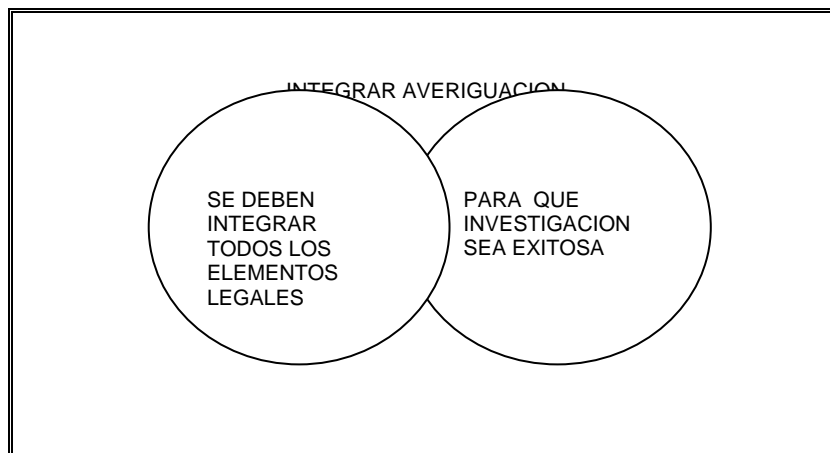 INTEGRAR AVERIGUACION
SE DEBEN
INTEGRAR
TODOS LOS
ELEMENTOS
LEGALES
PARA QUE
INVESTIGACION
SEA EXITOSA